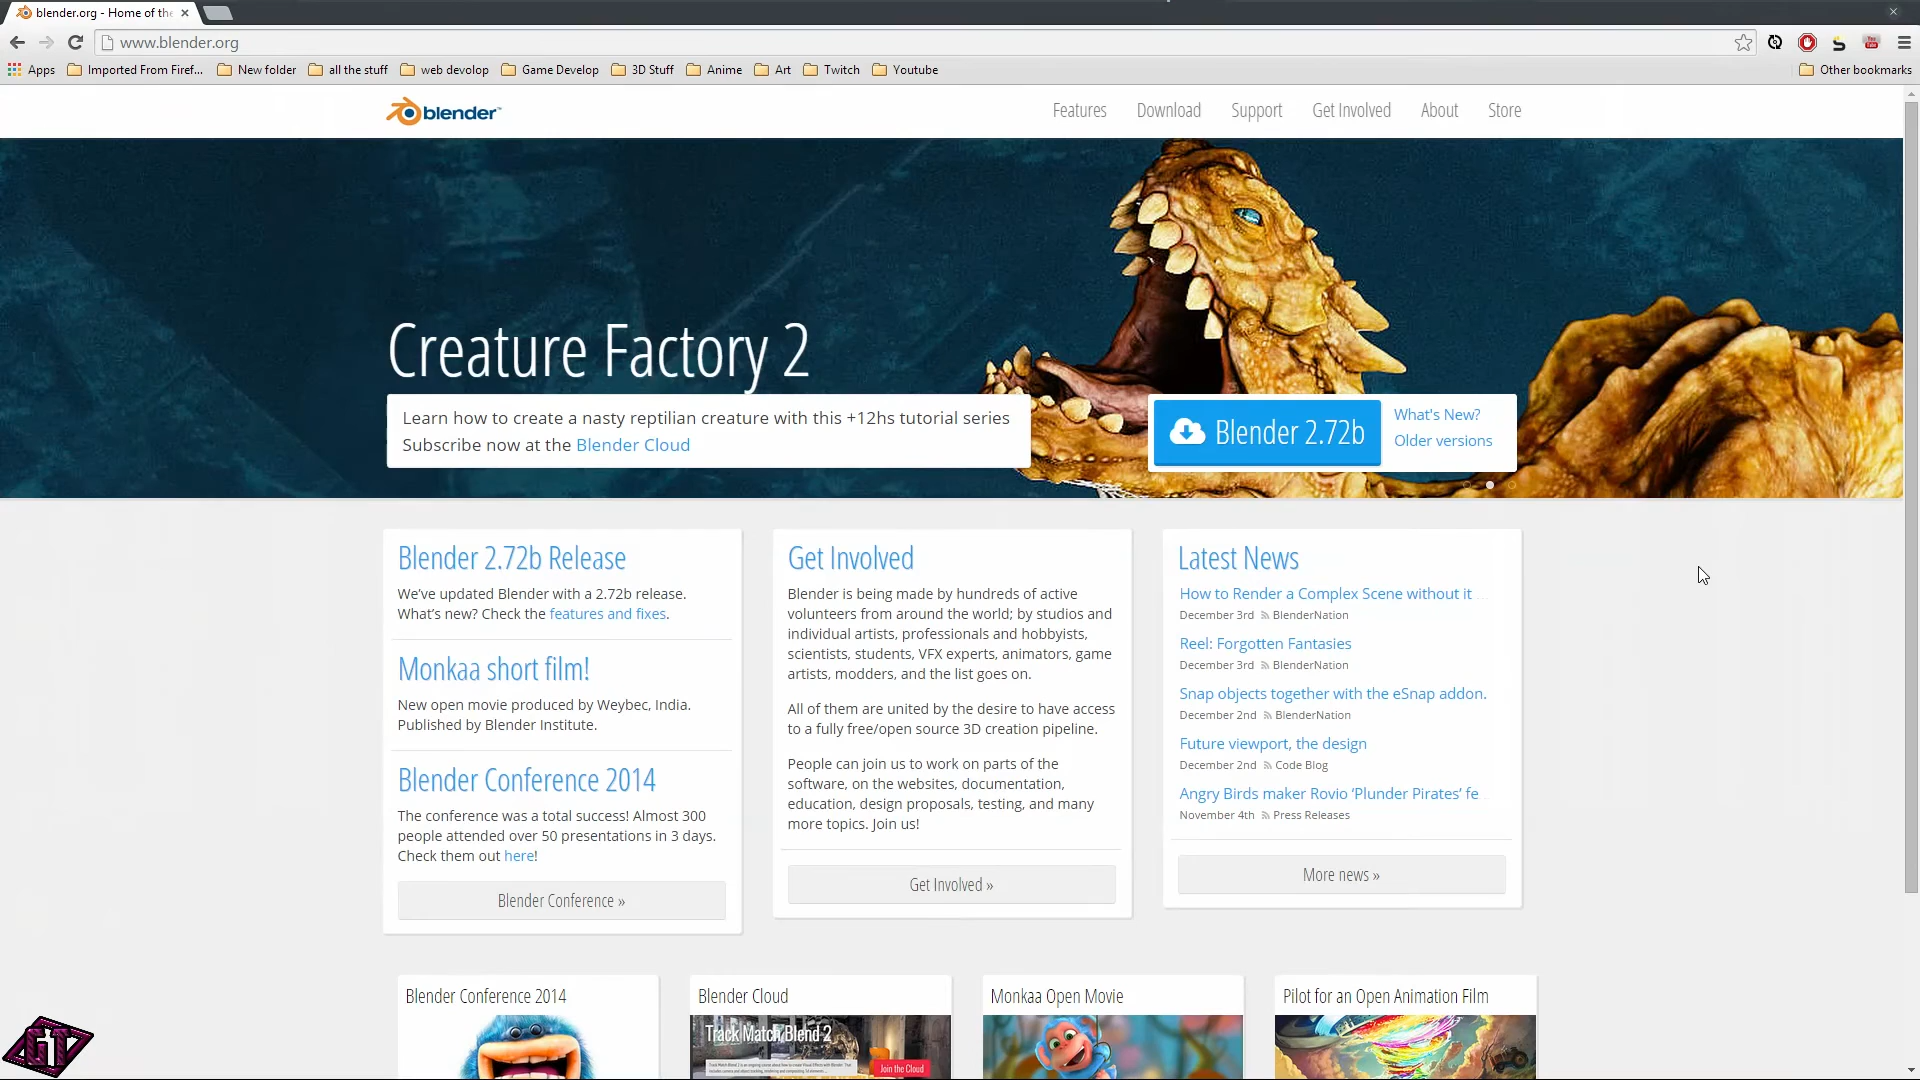 blender.org - Home of the
www.blender.org
Apps Imported From Firef... New folder all the stuff web devolop Game Develop 3D Stuff Anime Art Twitch Youtube Other bookmarks
blender
Features Download Support Get Involved About Store
Creature Factory 2
Learn how to create a nasty reptilian creature with this +12hs tutorial series
Subscribe now at the Blender Cloud
Blender 2.72b
What's New?
Older versions
Blender 2.72b Release
We've updated Blender with a 2.72b release.
What's new? Check the features and fixes.
Monkaa short film!
New open movie produced by Weybec, India.
Published by Blender Institute.
Blender Conference 2014
The conference was a total success! Almost 300
people attended over 50 presentations in 3 days.
Check them out here!
Blender Conference »
Get Involved
Blender is being made by hundreds of active
volunteers from around the world; by studios and
individual artists, professionals and hobbyists,
scientists, students, VFX experts, animators, game
artists, modders, and the list goes on.
All of them are united by the desire to have access
to a fully free/open source 3D creation pipeline.
People can join us to work on parts of the
software, on the websites, documentation,
education, design proposals, testing, and many
more topics. Join us!
Get Involved »
Latest News
How to Render a Complex Scene without it ...
December 3rd BlenderNation
Reel: Forgotten Fantasies
December 3rd BlenderNation
Snap objects together with the eSnap addon.
December 2nd BlenderNation
Future viewport, the design
December 2nd Code Blog
Angry Birds maker Rovio ‘Plunder Pirates’ fe
November 4th Press Releases
More news »
Blender Conference 2014
Blender Cloud
Track Match Blend 2
Join the Cloud
Monkaa Open Movie
Pilot for an Open Animation Film
GT